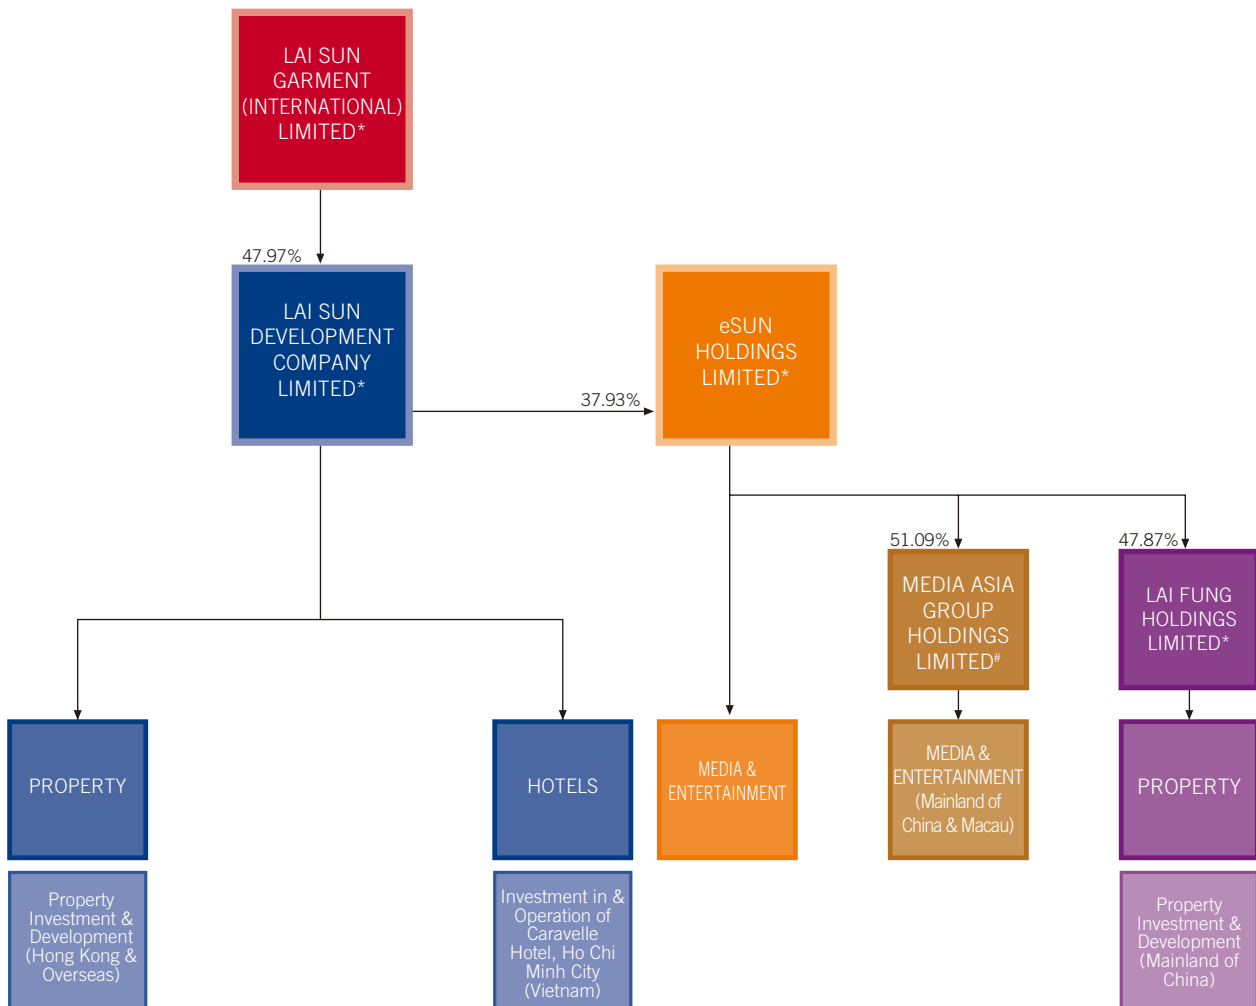 LAI SUN
GARMENT
(INTERNATIONAL)
LIMITED*
47.97%
LAI SUN
DEVELOPMENT
COMPANY
LIMITED*
37.93%
eSUN
HOLDINGS
LIMITED*
51.09%
MEDIA ASIA
GROUP
HOLDINGS
LIMITED#
47.87%
LAI FUNG
HOLDINGS
LIMITED*
PROPERTY
HOTELS
MEDIA &
ENTERTAINMENT
MEDIA &
ENTERTAINMENT
(Mainland of
China & Macau)
PROPERTY
Property
Investment &
Development
(Hong Kong &
Overseas)
Investment in &
Operation of
Caravelle
Hotel, Ho Chi
Minh City
(Vietnam)
Property
Investment &
Development
(Mainland of
China)